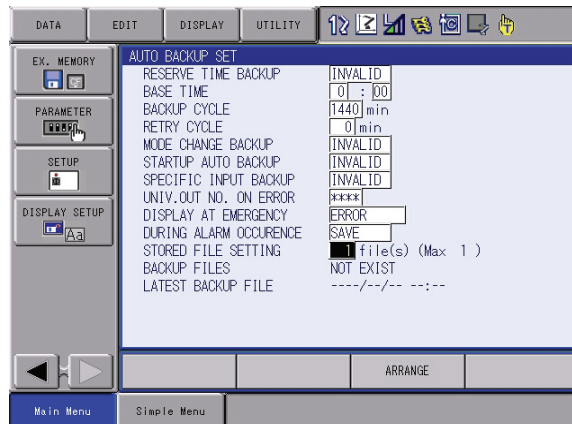 DATA EDIT DISPLAY UTILITY
EX. MEMORY
CF
PARAMETER
SETUP
DISPLAY SETUP
Aa
AUTO BACKUP SET
RESERVE TIME BACKUP INVALID
BASE TIME 0 : 00
BACKUP CYCLE 1440 min
RETRY CYCLE 0 min
MODE CHANGE BACKUP INVALID
STARTUP AUTO BACKUP INVALID
SPECIFIC INPUT BACKUP INVALID
UNIV.OUT NO. ON ERROR ****
DISPLAY AT EMERGENCY ERROR
DURING ALARM OCCURENCE SAVE
STORED FILE SETTING 1 file(s) (Max 1 )
BACKUP FILES NOT EXIST
LATEST BACKUP FILE ----/--/-- --:--
ARRANGE
Main Menu Simple Menu